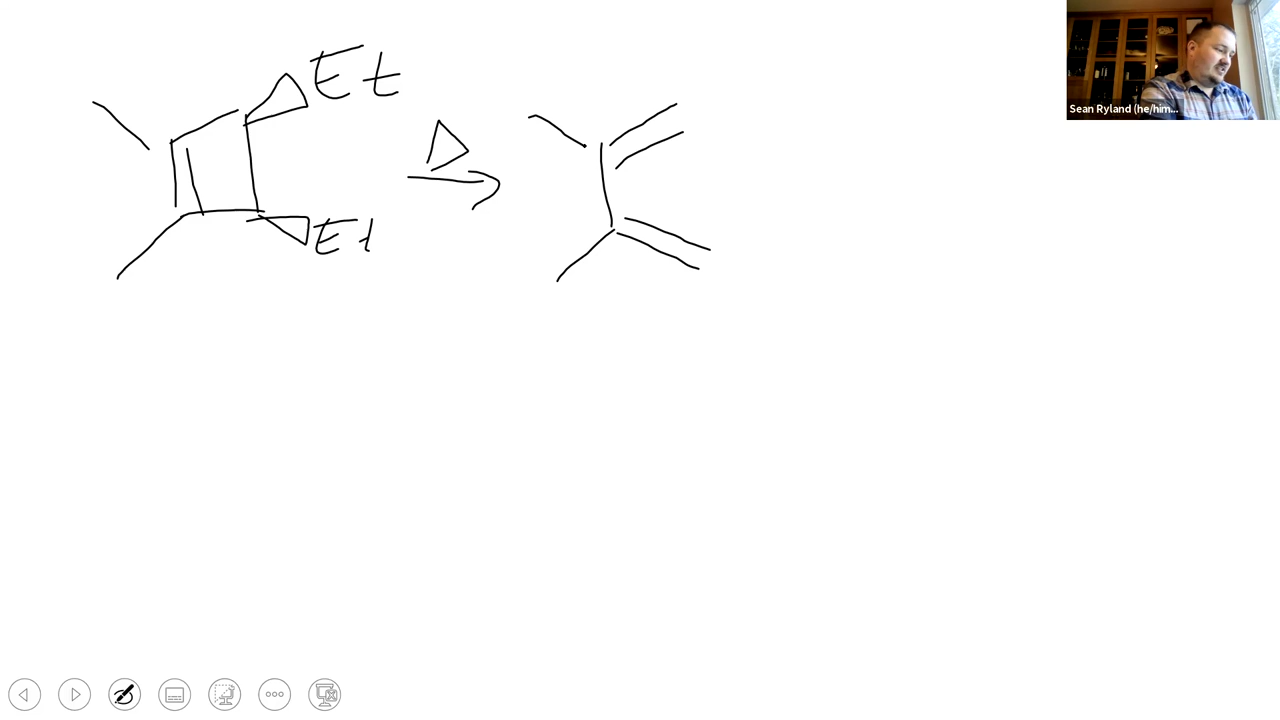 Et
Δ
Et
Sean Ryland (he/him...